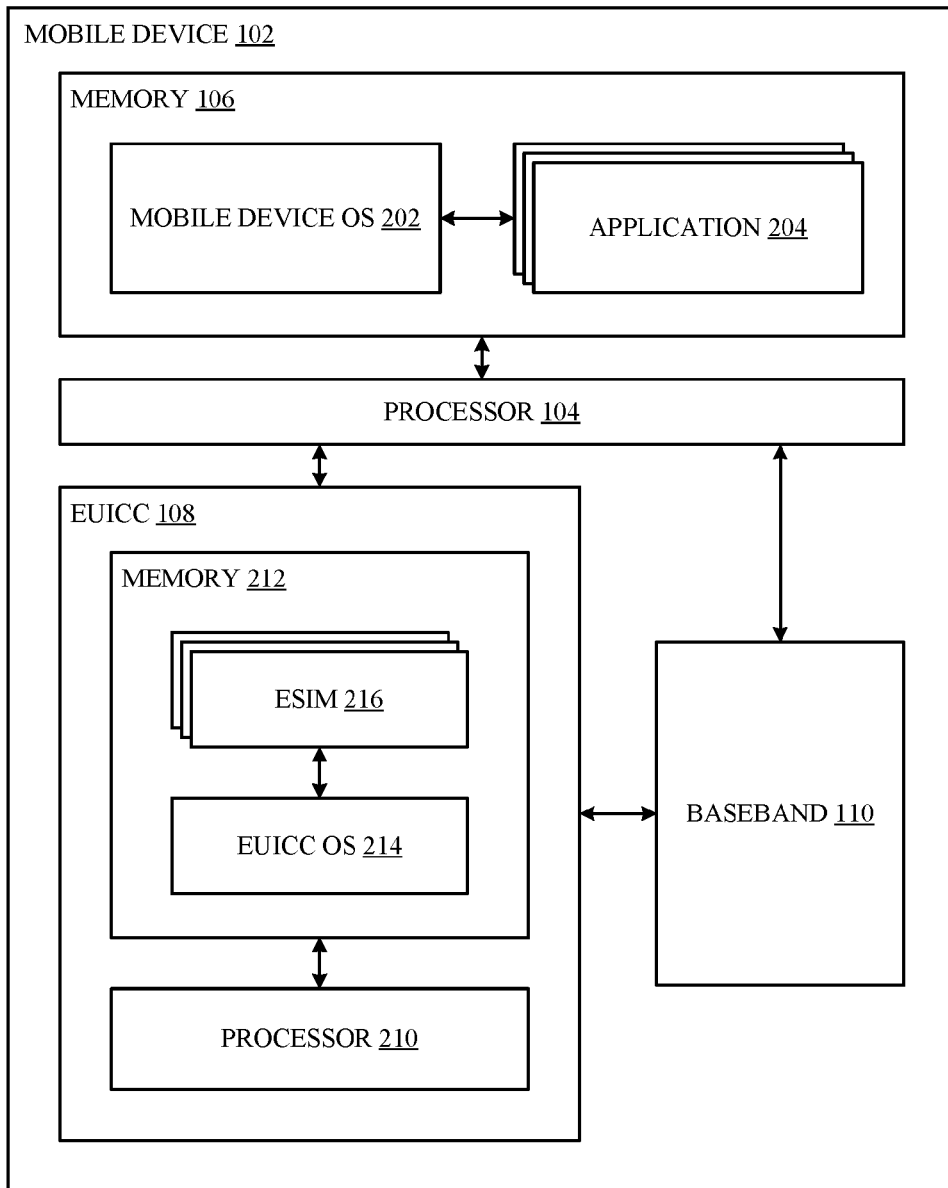 MOBILE DEVICE 102
MEMORY 106
MOBILE DEVICE OS 202
APPLICATION 204
PROCESSOR 104
EUICC 108
MEMORY 212
ESIM 216
EUICC OS 214
PROCESSOR 210
BASEBAND 110